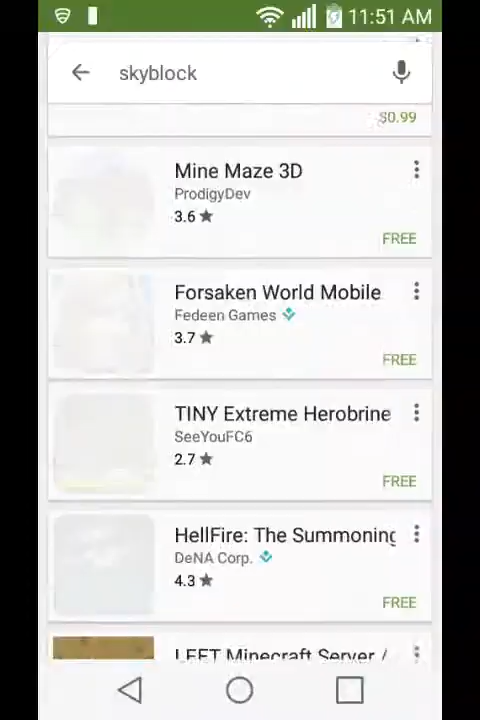 11:51 AM
skyblock
$0.99
Mine Maze 3D
ProdigyDev
3.6
FREE
Forsaken World Mobile
Fedeen Games
3.7
FREE
TINY Extreme Herobrine
SeeYouFC6
2.7
FREE
HellFire: The Summoning
DeNA Corp.
4.3
FREE
LEET Minecraft Server /